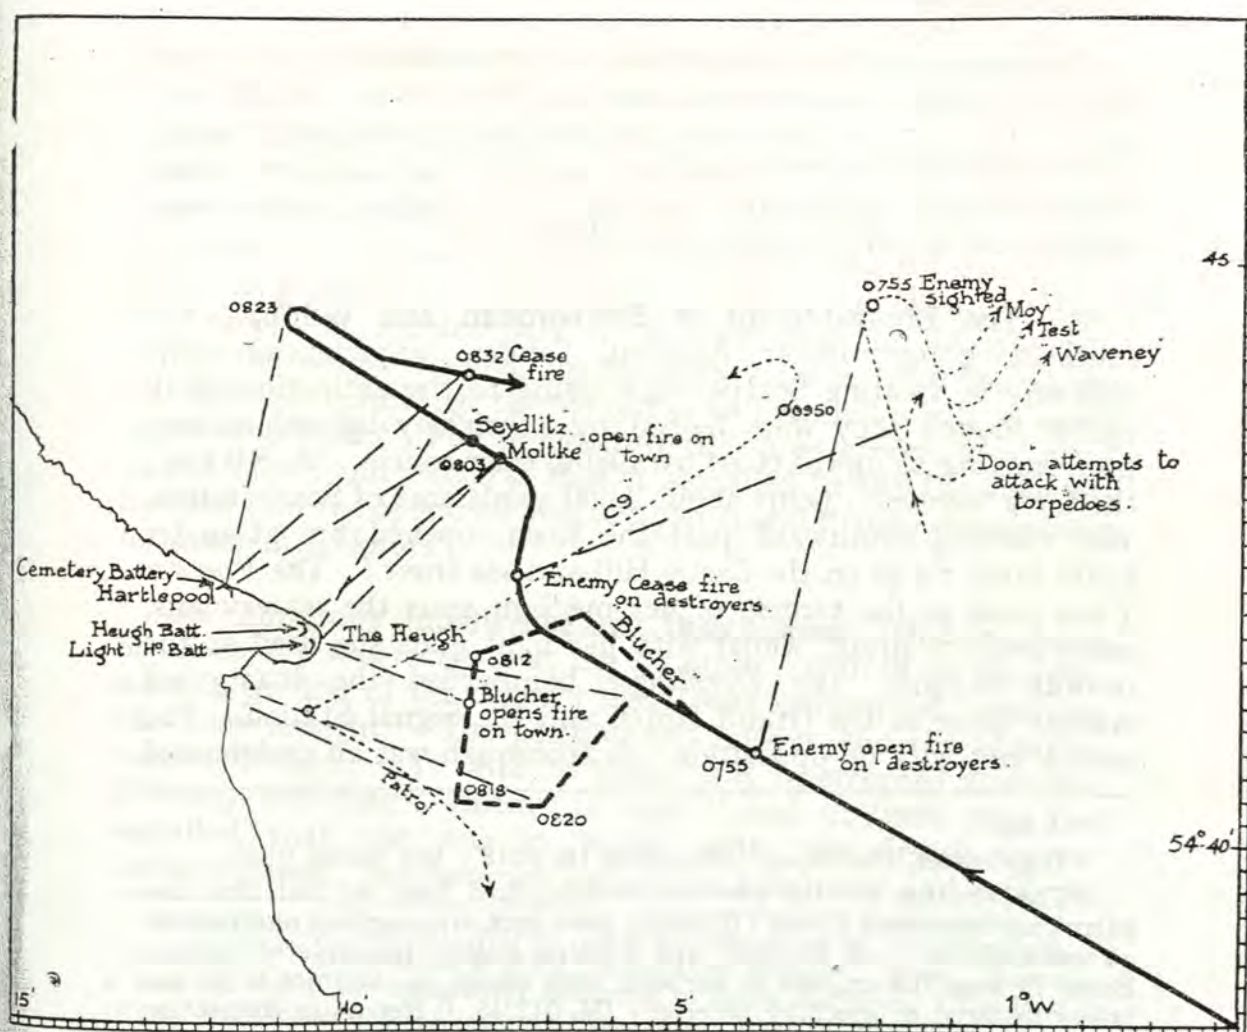 45
0755 Enemy
sighted
Moy
Test
Waveney
0823
0832 Cease
fire
0950
Seydlitz
Moltke
open fire on
town
0803
Doon attempts to
attack with
torpedoes.
C 9
Cemetery Battery
Hartlepool
Enemy Cease fire
on destroyers.
Heugh Batt.
Light Hº Batt
The Heugh
Blucher
0812
Blucher
opens fire
on town.
Enemy open fire
on destroyers.
0755
Patrol
0818
0820
54° 40'
15'
10'
5'
1° W